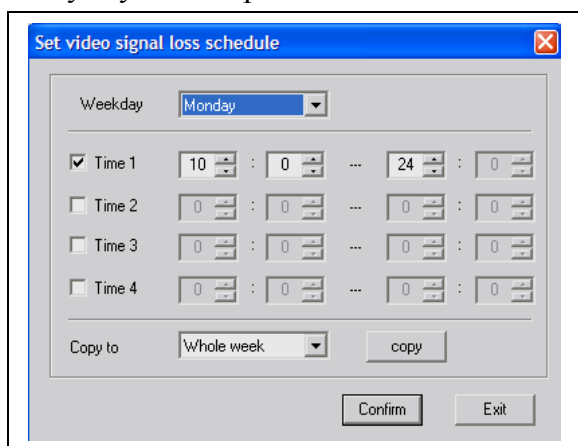 Set video signal loss schedule
Weekday Monday
Time 1 10 : 0 --- 24 : 0
Time 2 0 : 0 --- 0 : 0
Time 3 0 : 0 --- 0 : 0
Time 4 0 : 0 --- 0 : 0
Copy to Whole week copy
Confirm Exit